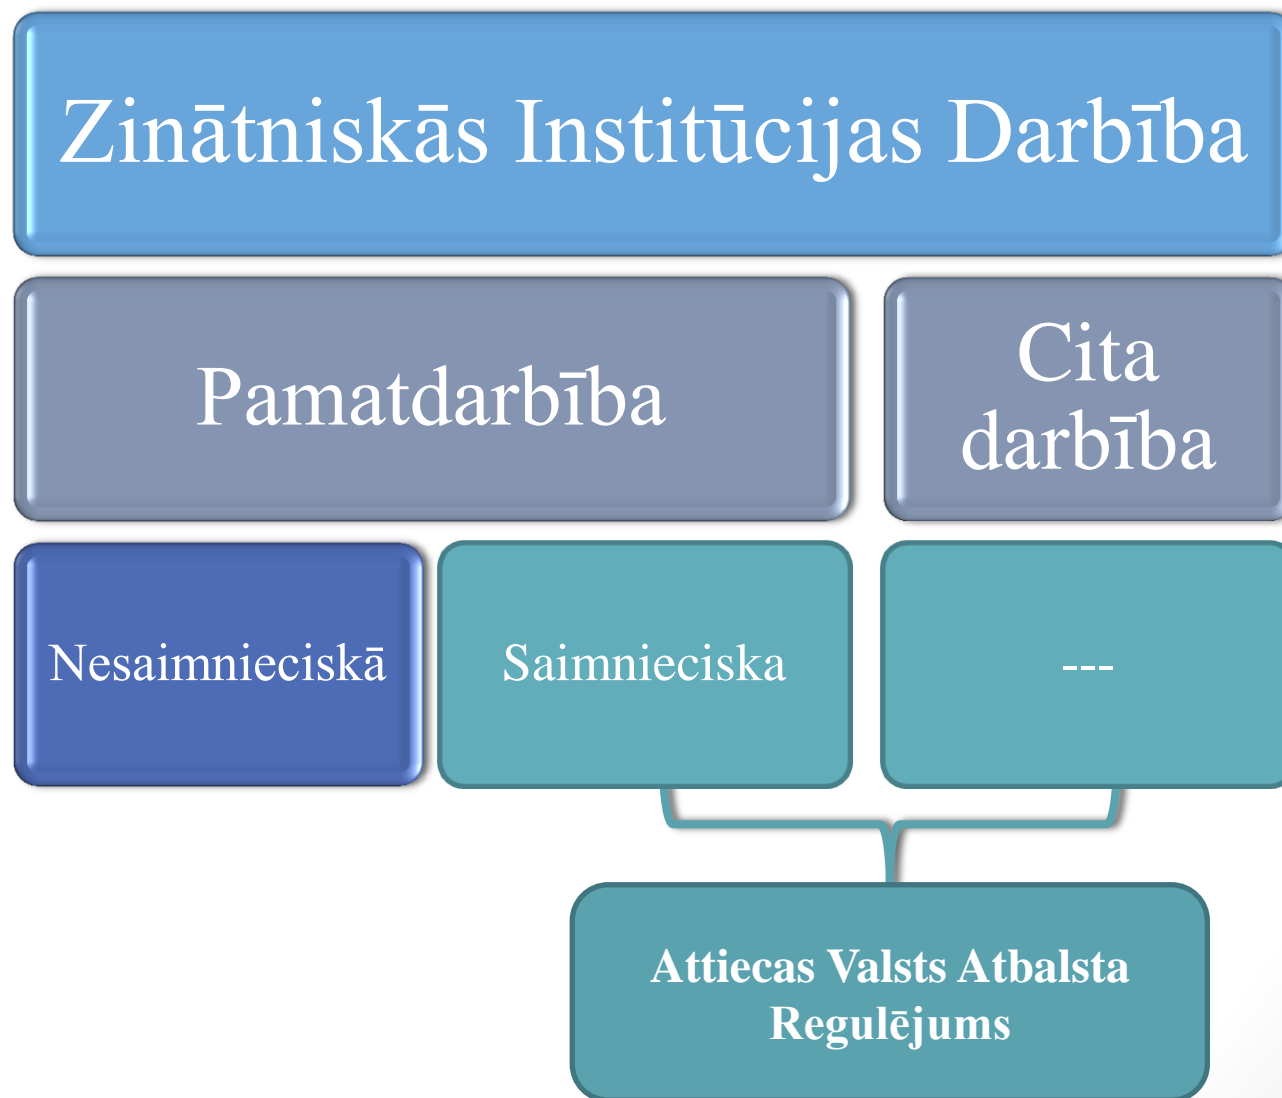 Zinātniskās Institūcijas Darbība
Pamatdarbība
Cita
darbība
Nesaimnieciskā
Saimnieciska
---
Attiecas Valsts Atbalsta
Regulējums